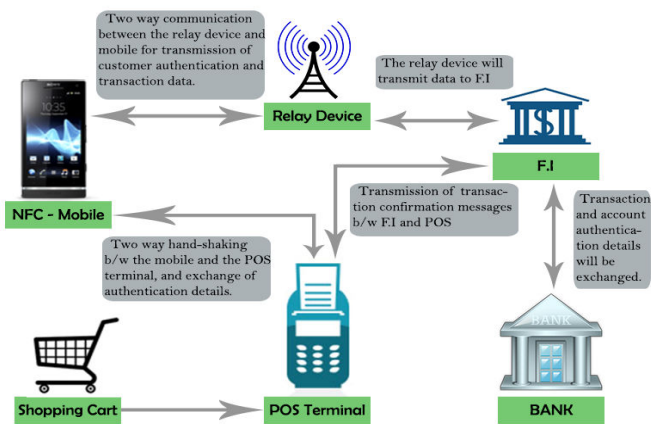 Two way communication
between the relay device and
mobile for transmission of
customer authentication and
transaction data.
The relay device will
transmit data to F.I
SONY
10:35
Relay Device
F.I
NFC - Mobile
Transmission of transac-
tion confirmation messages
b/w F.I and POS
Transaction
and account
authentica-
tion details
will be
exchanged.
Two way hand-shaking
b/w the mobile and the POS
terminal, and exchange of
authentication details.
BANK
Shopping Cart
POS Terminal
BANK